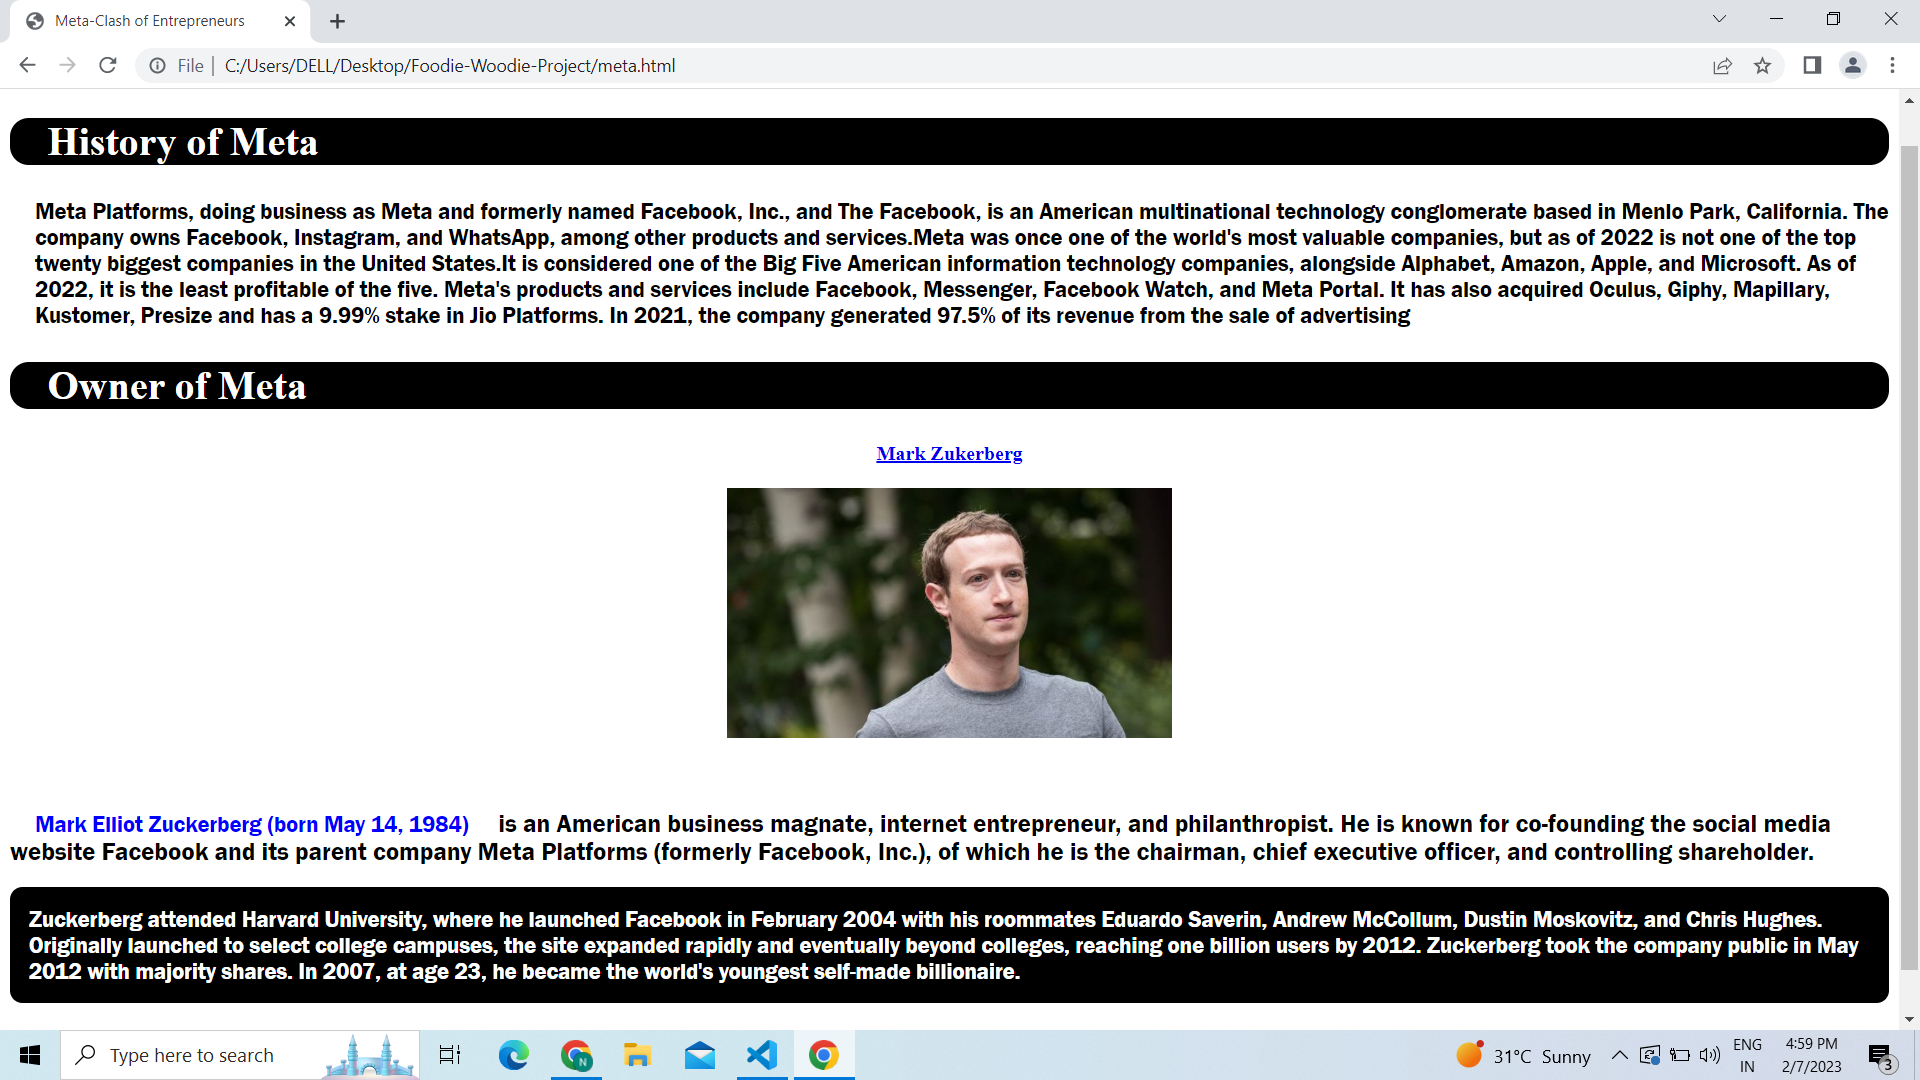 Meta-Clash of Entrepreneurs
File
C:/Users/DELL/Desktop/Foodie-Woodie-Project/meta.html
History of Meta
Meta Platforms, doing business as Meta and formerly named Facebook, Inc., and The Facebook, is an American multinational technology conglomerate based in Menlo Park, California. The
company owns Facebook, Instagram, and WhatsApp, among other products and services.Meta was once one of the world's most valuable companies, but as of 2022 is not one of the top
twenty biggest companies in the United States.It is considered one of the Big Five American information technology companies, alongside Alphabet, Amazon, Apple, and Microsoft. As of
2022, it is the least profitable of the five. Meta's products and services include Facebook, Messenger, Facebook Watch, and Meta Portal. It has also acquired Oculus, Giphy, Mapillary,
Kustomer, Presize and has a 9.99% stake in Jio Platforms. In 2021, the company generated 97.5% of its revenue from the sale of advertising
Owner of Meta
Mark Zukerberg
Mark Elliot Zuckerberg (born May 14, 1984) is an American business magnate, internet entrepreneur, and philanthropist. He is known for co-founding the social media
website Facebook and its parent company Meta Platforms (formerly Facebook, Inc.), of which he is the chairman, chief executive officer, and controlling shareholder.
Zuckerberg attended Harvard University, where he launched Facebook in February 2004 with his roommates Eduardo Saverin, Andrew McCollum, Dustin Moskovitz, and Chris Hughes.
Originally launched to select college campuses, the site expanded rapidly and eventually beyond colleges, reaching one billion users by 2012. Zuckerberg took the company public in May
2012 with majority shares. In 2007, at age 23, he became the world's youngest self-made billionaire.
Type here to search
N
31°C Sunny
ENG
IN
4:59 PM
2/7/2023
3